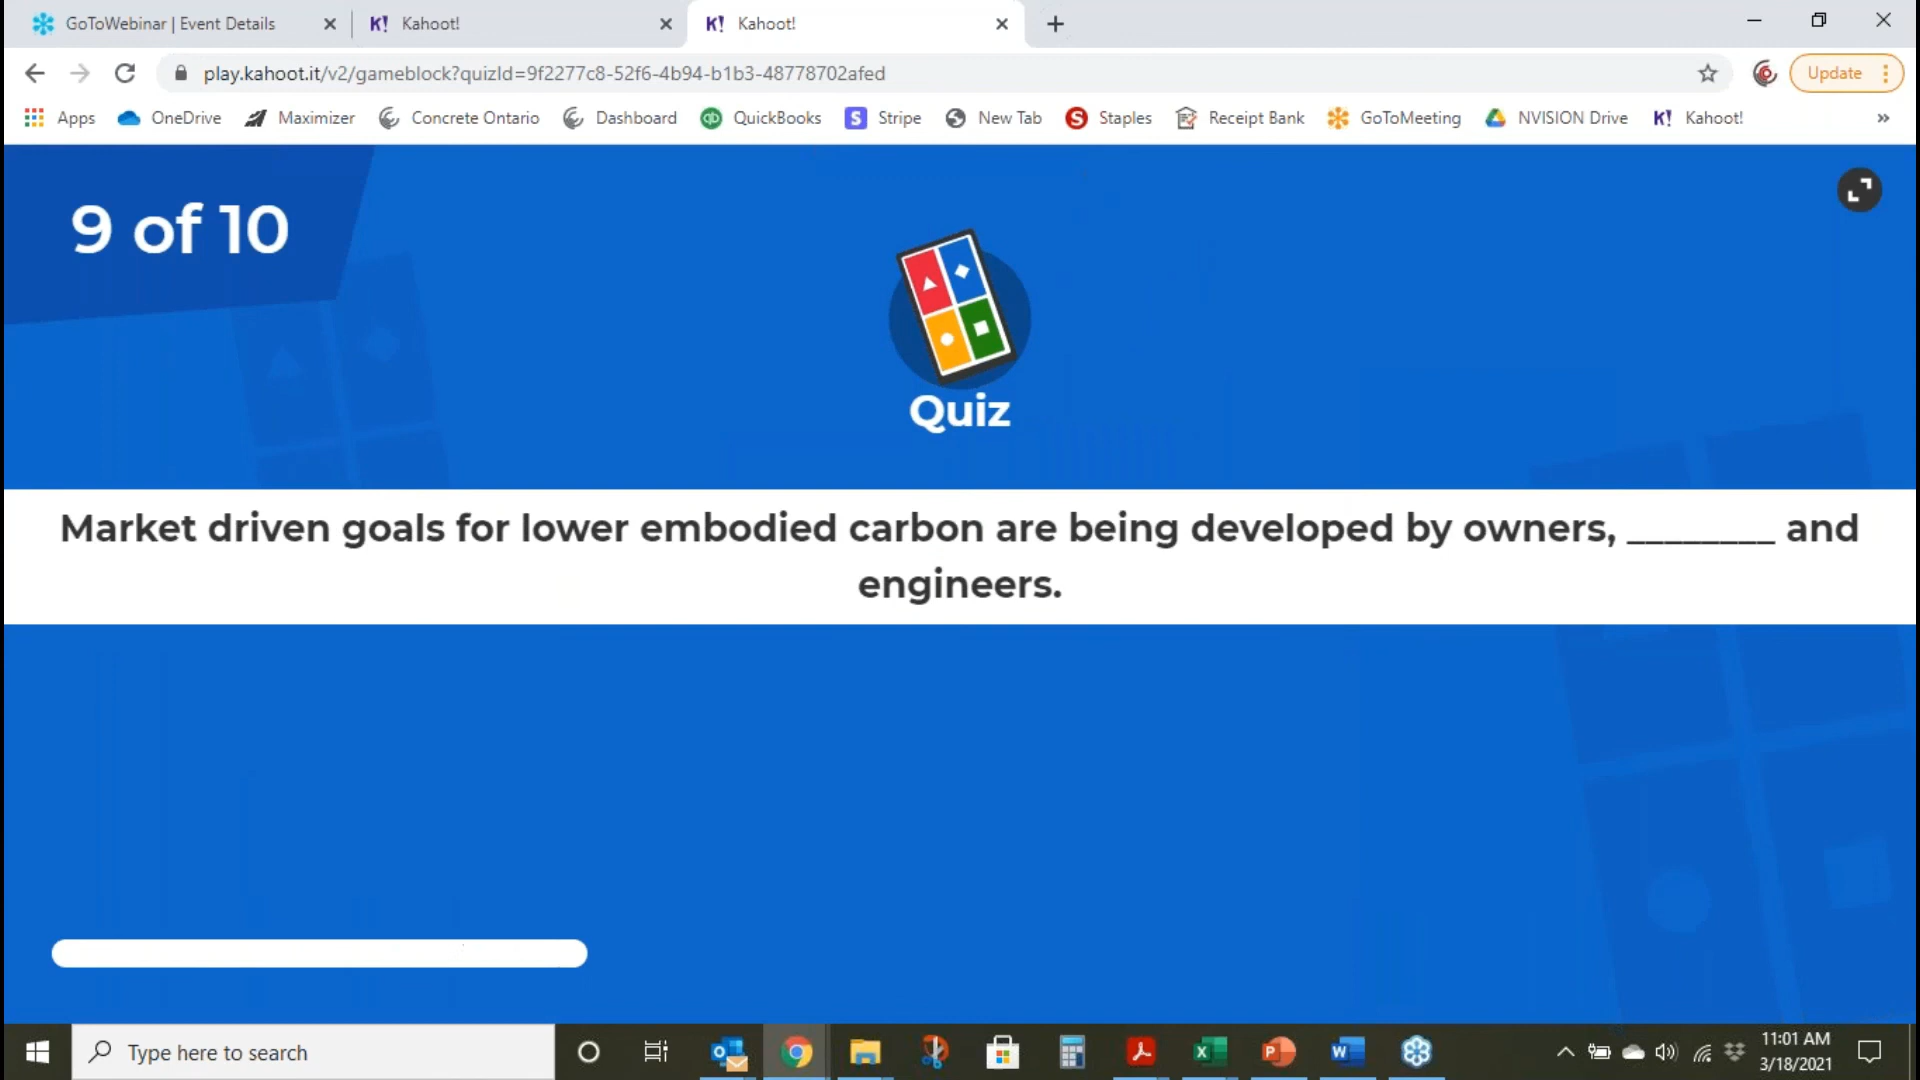 GoToWebinar | Event Details
K! Kahoot!
K! Kahoot!
play.kahoot.it/v2/gameblock?quizId=9f2277c8-52f6-4b94-b1b3-48778702afed
Update
Apps OneDrive Maximizer Concrete Ontario Dashboard qb QuickBooks S Stripe New Tab S Staples Receipt Bank GoToMeeting NVISION Drive K! Kahoot! »
9 of 10
Quiz
Market driven goals for lower embodied carbon are being developed by owners, ________ and
engineers.
Type here to search
11:01 AM
3/18/2021